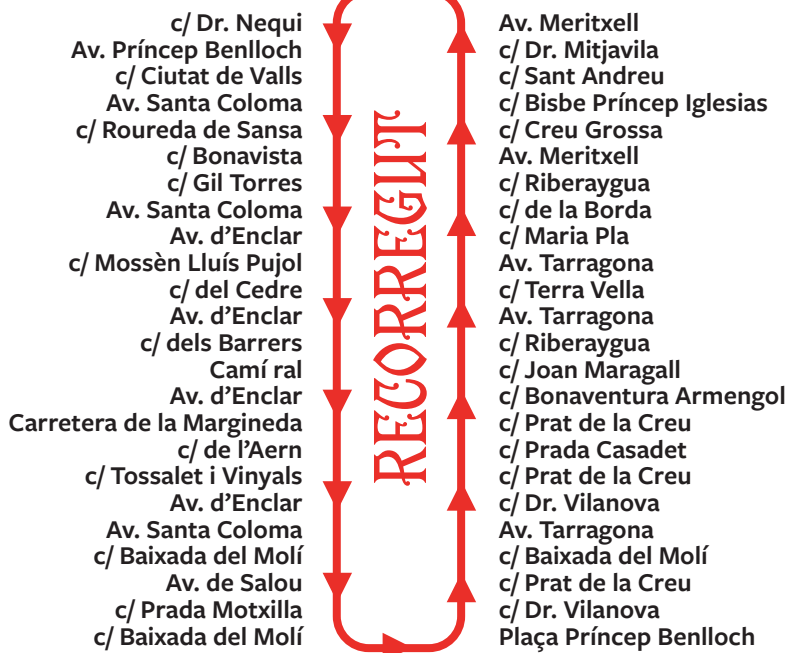 c/ Dr. Nequi
Av. Príncep Benlloch
c/ Ciutat de Valls
Av. Santa Coloma
c/ Roureda de Sansa
c/ Bonavista
c/ Gil Torres
Av. Santa Coloma
Av. d'Enclar
c/ Mossèn Lluís Pujol
c/ del Cedre
Av. d'Enclar
c/ dels Barrers
Camí ral
Av. d'Enclar
Carretera de la Margineda
c/ de l'Aern
c/ Tossalet i Vinyals
Av. d'Enclar
Av. Santa Coloma
c/ Baixada del Molí
Av. de Salou
c/ Prada Motxilla
c/ Baixada del Molí
RECORREGUT
Av. Meritxell
c/ Dr. Mitjavila
c/ Sant Andreu
c/ Bisbe Príncep Iglesias
c/ Creu Grossa
Av. Meritxell
c/ Riberaygua
c/ de la Borda
c/ Maria Pla
Av. Tarragona
c/ Terra Vella
Av. Tarragona
c/ Riberaygua
c/ Joan Maragall
c/ Bonaventura Armengol
c/ Prat de la Creu
c/ Prada Casadet
c/ Prat de la Creu
c/ Dr. Vilanova
Av. Tarragona
c/ Baixada del Molí
c/ Prat de la Creu
c/ Dr. Vilanova
Plaça Príncep Benlloch